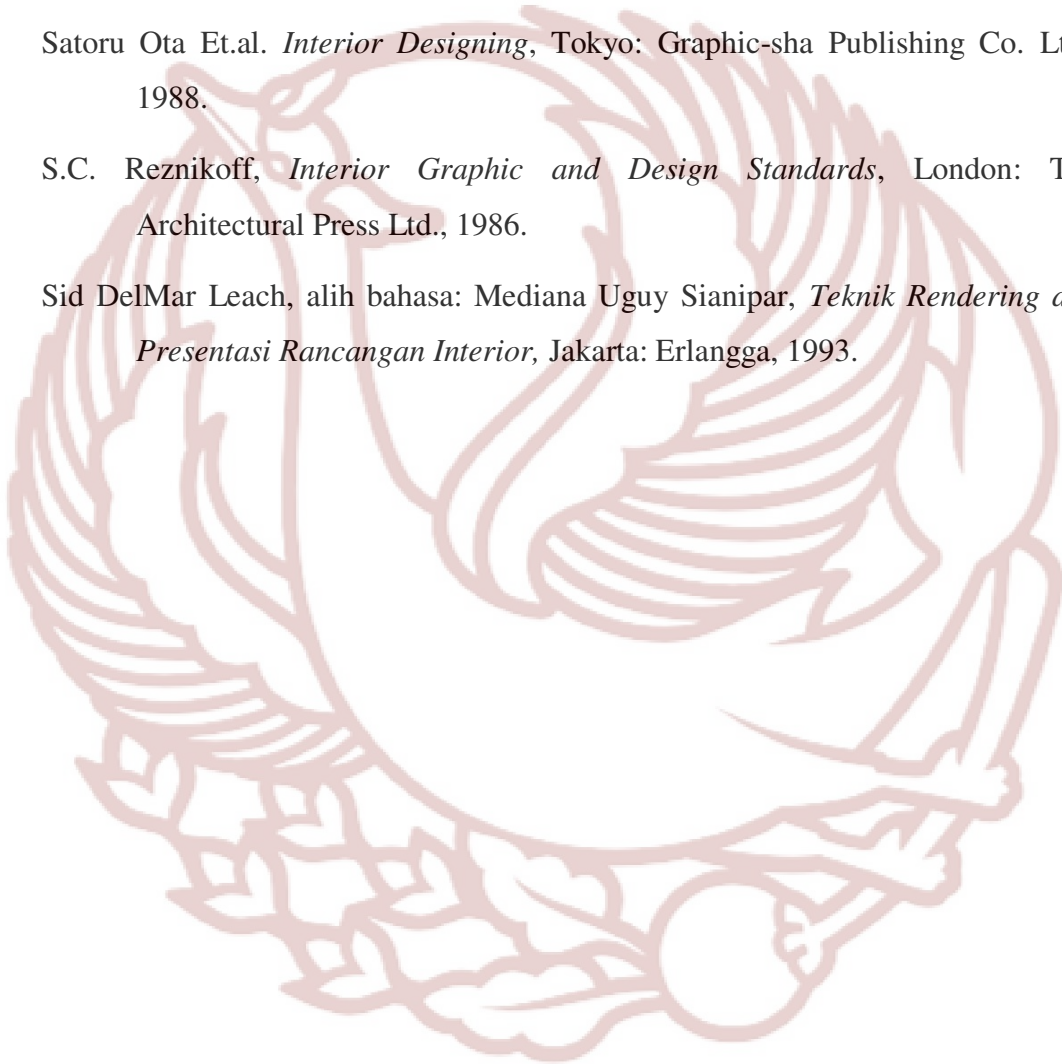 Satoru Ota Et.al. Interior Designing, Tokyo: Graphic-sha Publishing Co.
1988.
S.C. Reznikoff, Interior Graphic and Design Standards, London:
Architectural Press Ltd., 1986.
Sid DelMar Leach, alih bahasa: Mediana Uguy Sianipar, Teknik Rendering
Presentasi Rancangan Interior, Jakarta: Erlangga, 1993.